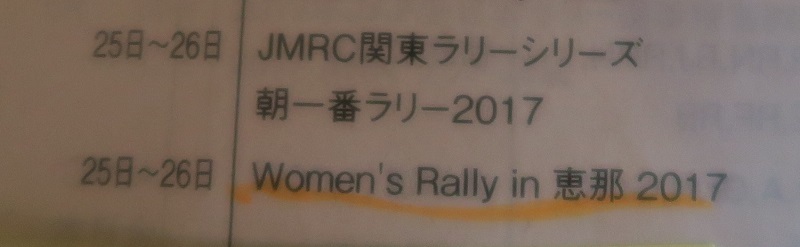 25日～26日 JMRC関東ラリーシリーズ
朝一番ラリー2017
25日～26日 Women's Rally in 恵那 2017